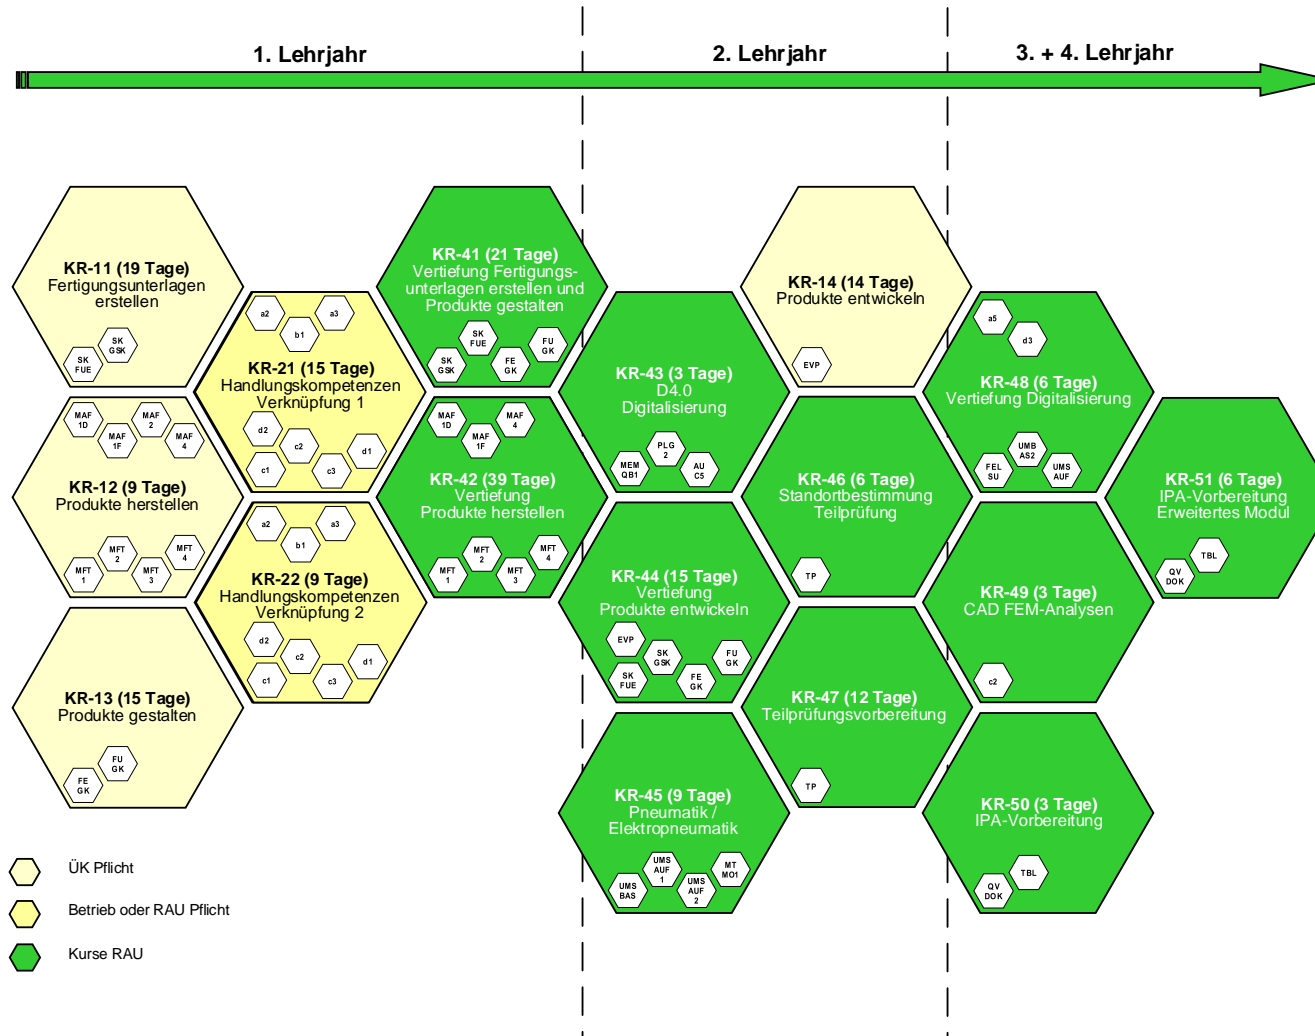 1. Lehrjahr
2. Lehrjahr
3. + 4. Lehrjahr
KR-11 (19 Tage)
Fertigungsunterlagen
erstellen
SK
FUE
SK
GSK
KR-12 (9 Tage)
Produkte herstellen
MAF
1D
MAF
1F
MAF
2
MAF
4
MFT
1
MFT
2
MFT
3
MFT
4
KR-13 (15 Tage)
Produkte gestalten
FE
GK
FU
GK
KR-21 (15 Tage)
Handlungskompetenzen
Verknüpfung 1
a2
b1
a3
d2
c1
c2
c3
d1
KR-22 (9 Tage)
Handlungskompetenzen
Verknüpfung 2
a2
b1
a3
d2
c1
c2
c3
d1
KR-41 (21 Tage)
Vertiefung Fertigungs-
unterlagen erstellen und
Produkte gestalten
SK
GSK
SK
FUE
FE
GK
FU
GK
KR-42 (39 Tage)
Vertiefung
Produkte herstellen
MAF
1D
MAF
1F
MAF
4
MFT
1
MFT
2
MFT
3
MFT
4
KR-43 (3 Tage)
D4.0
Digitalisierung
MEM
QB1
PLG
2
AU
C5
KR-44 (15 Tage)
Vertiefung
Produkte entwickeln
EVP
SK
FUE
SK
GSK
FE
GK
FU
GK
KR-45 (9 Tage)
Pneumatik /
Elektropneumatik
UMS
BAS
UMS
AUF
1
UMS
AUF
2
MT
MO1
KR-14 (14 Tage)
Produkte entwickeln
EVP
KR-46 (6 Tage)
Standortbestimmung
Teilprüfung
TP
KR-47 (12 Tage)
Teilprüfungsvorbereitung
TP
KR-48 (6 Tage)
Vertiefung Digitalisierung
a5
d3
FEL
SU
UMB
AS2
UMS
AUF
KR-49 (3 Tage)
CAD FEM-Analysen
c2
KR-50 (3 Tage)
IPA-Vorbereitung
QV
DOK
TBL
KR-51 (6 Tage)
IPA-Vorbereitung
Erweitertes Modul
QV
DOK
TBL
ÜK Pflicht
Betrieb oder RAU Pflicht
Kurse RAU